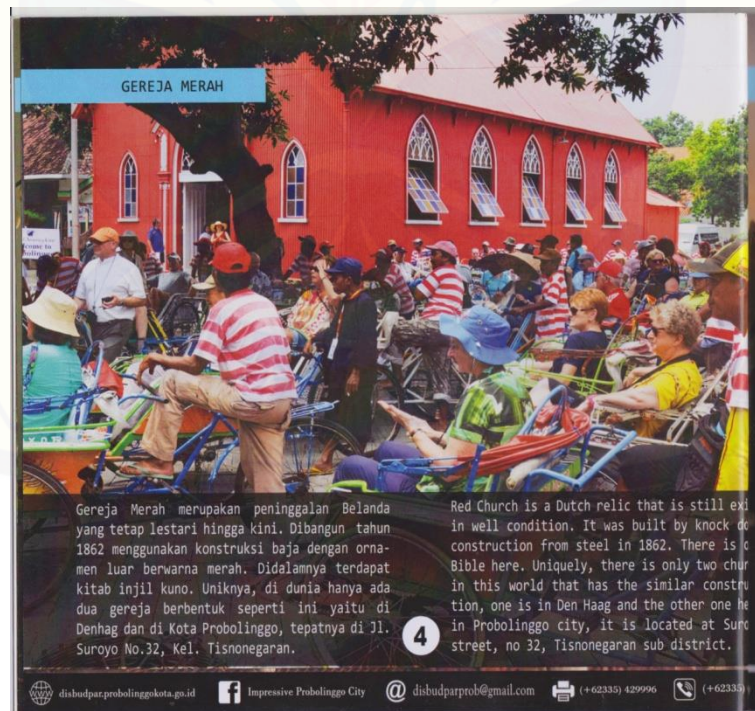 GEREJA MERAH
Gereja Merah merupakan peninggalan Belanda
yang tetap lestari hingga kini. Dibangun tahun
1862 menggunakan konstruksi baja dengan orna-
men luar berwarna merah. Didalamnya terdapat
kitab injil kuno. Uniknya, di dunia hanya ada
dua gereja berbentuk seperti ini yaitu di
Denhag dan di Kota Probolinggo, tepatnya di Jl.
Suroyo No.32, Kel. Tisnonegaran.
4
Red Church is a Dutch relic that is still
in well condition. It was built by knock
construction from steel in 1862. There is
Bible here. Uniquely, there is only two
in this world that has the similar
tion, one is in Den Haag and the other one
in Probolinggo city, it is located at
street, no 32, Tisnonegaran sub district.
disbudpar.probolinggokota.go.id
Impressive Probolinggo City
disbudparprob@gmail.com
(+62335) 429996
(+62335)